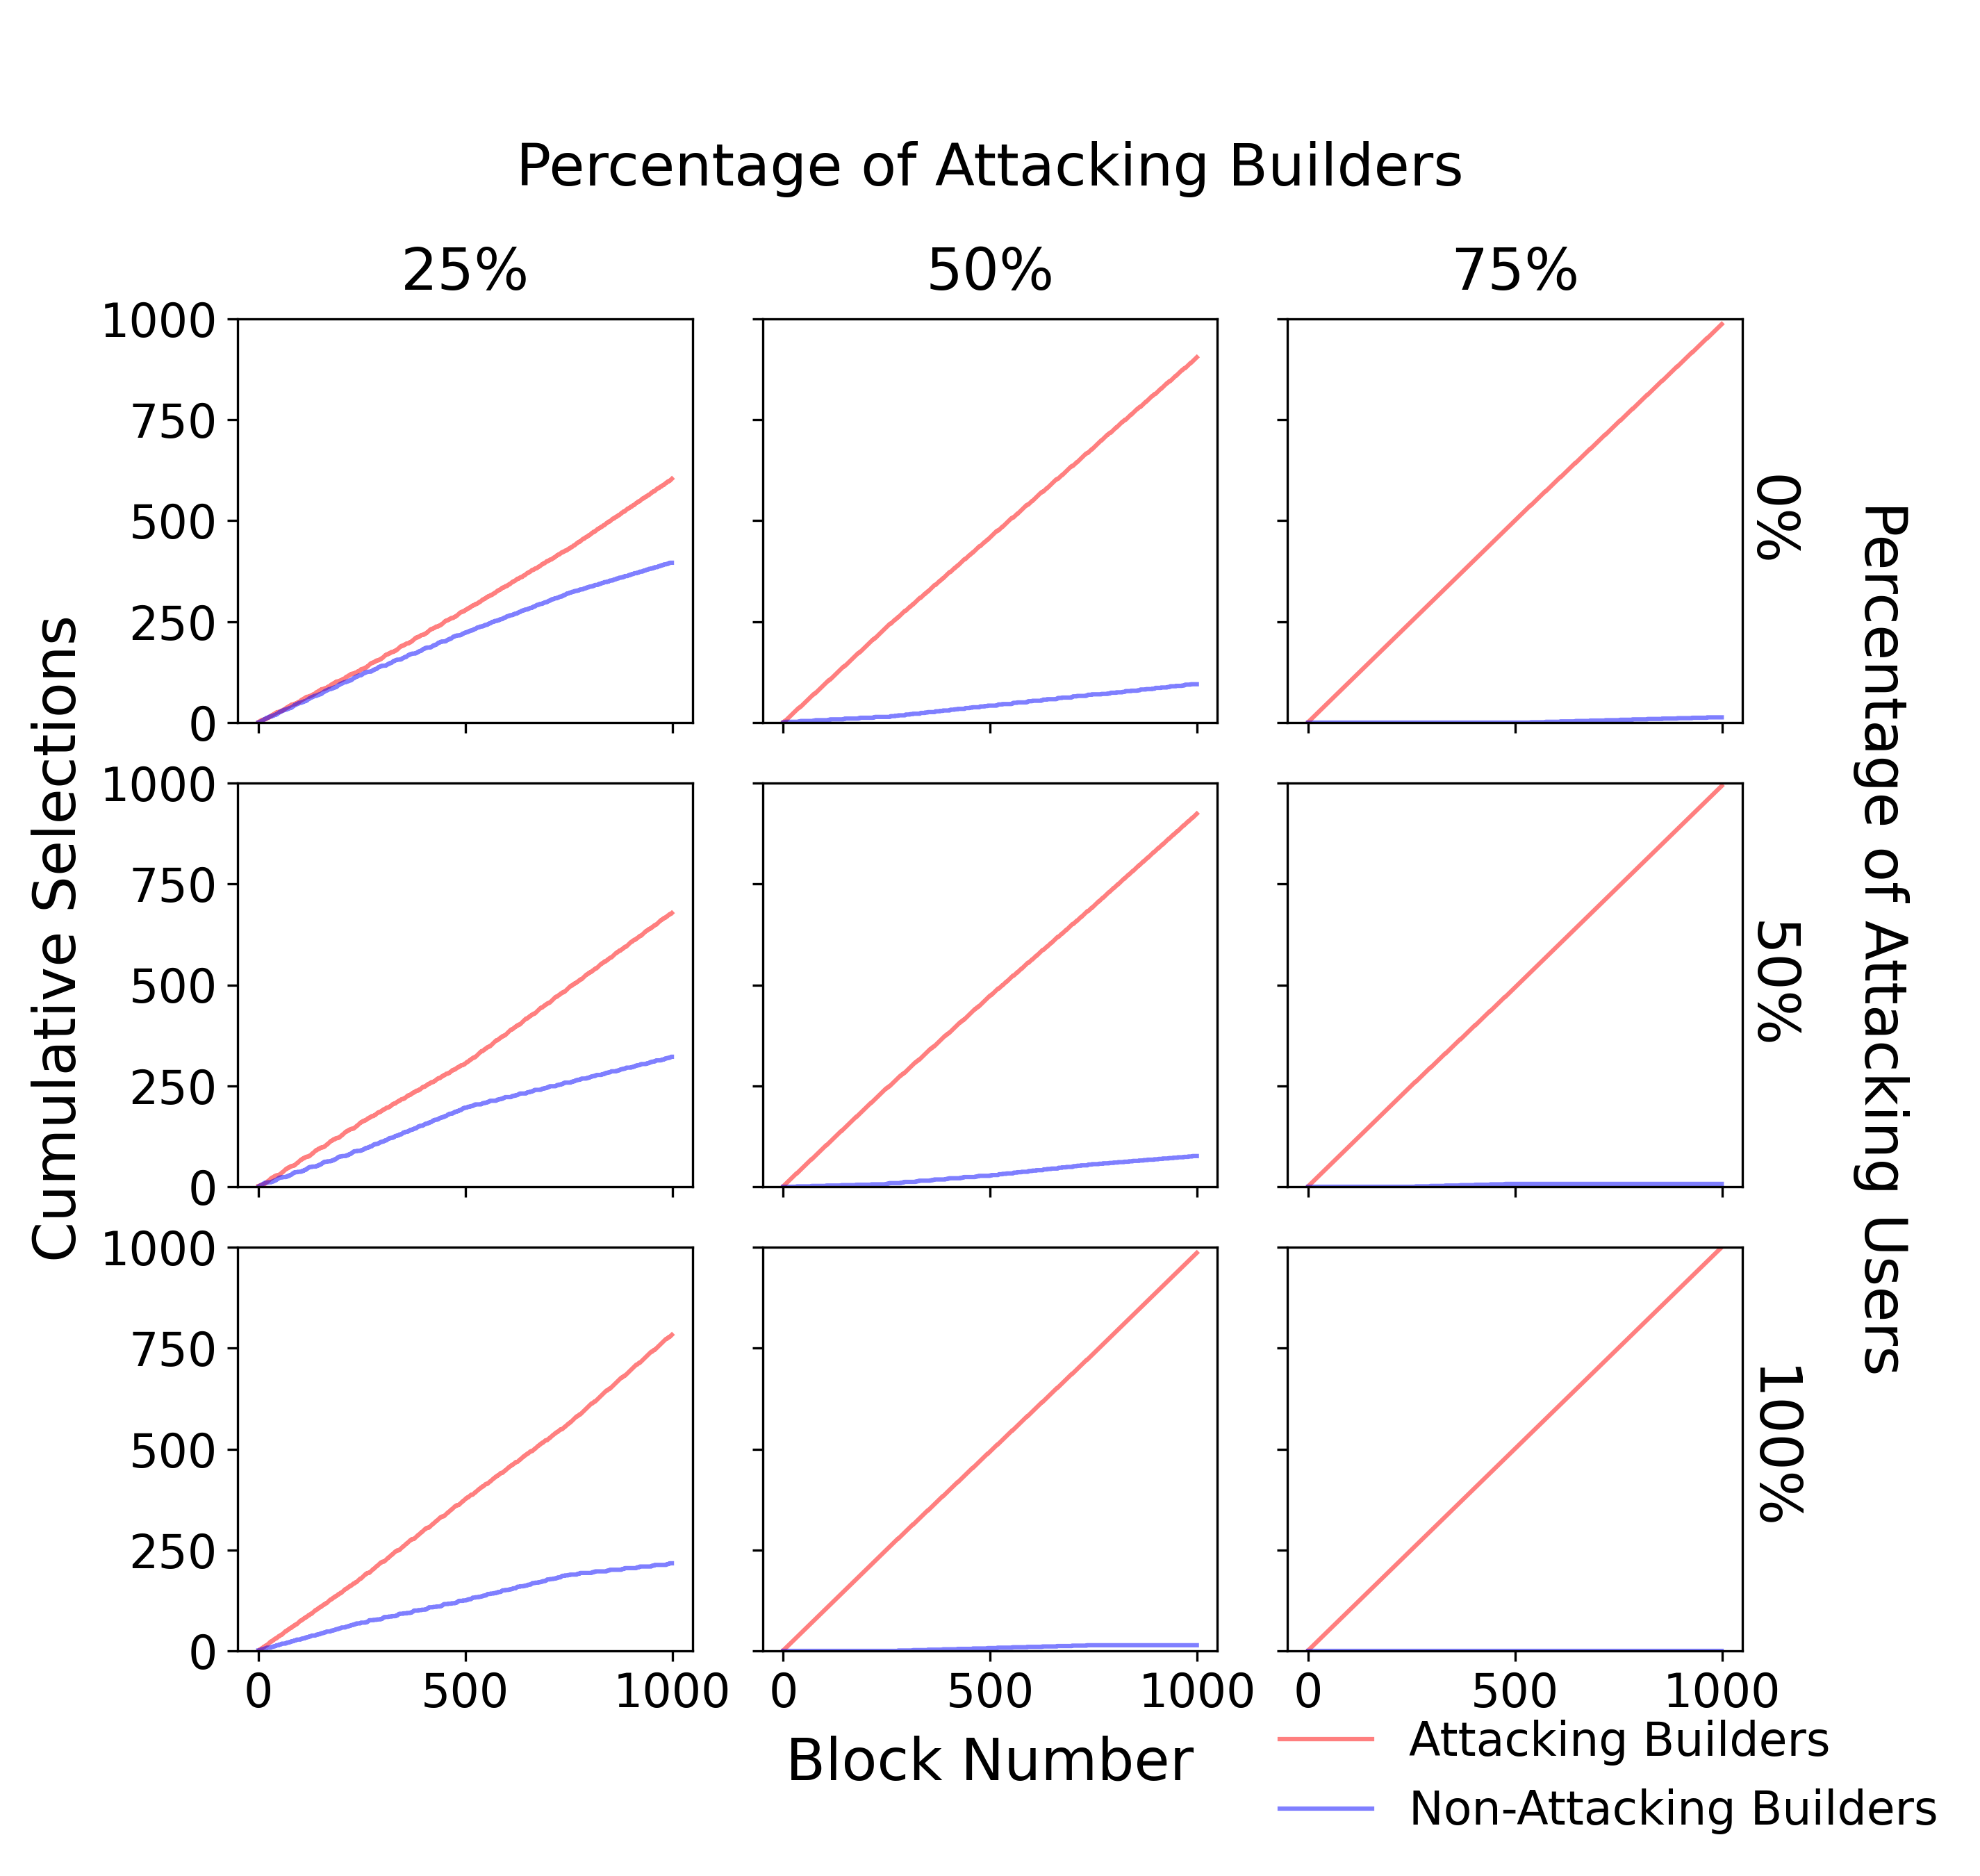 Percentage of Attacking Builders
25% 50% 75%
1000
750
500
250
0
0%
1000
750
500
250
0
50%
1000
750
500
250
0
100%
0 500 1000 0 500 1000 0 500 1000
Cumulative Selections
Percentage of Attacking Users
Block Number
Attacking Builders
Non-Attacking Builders